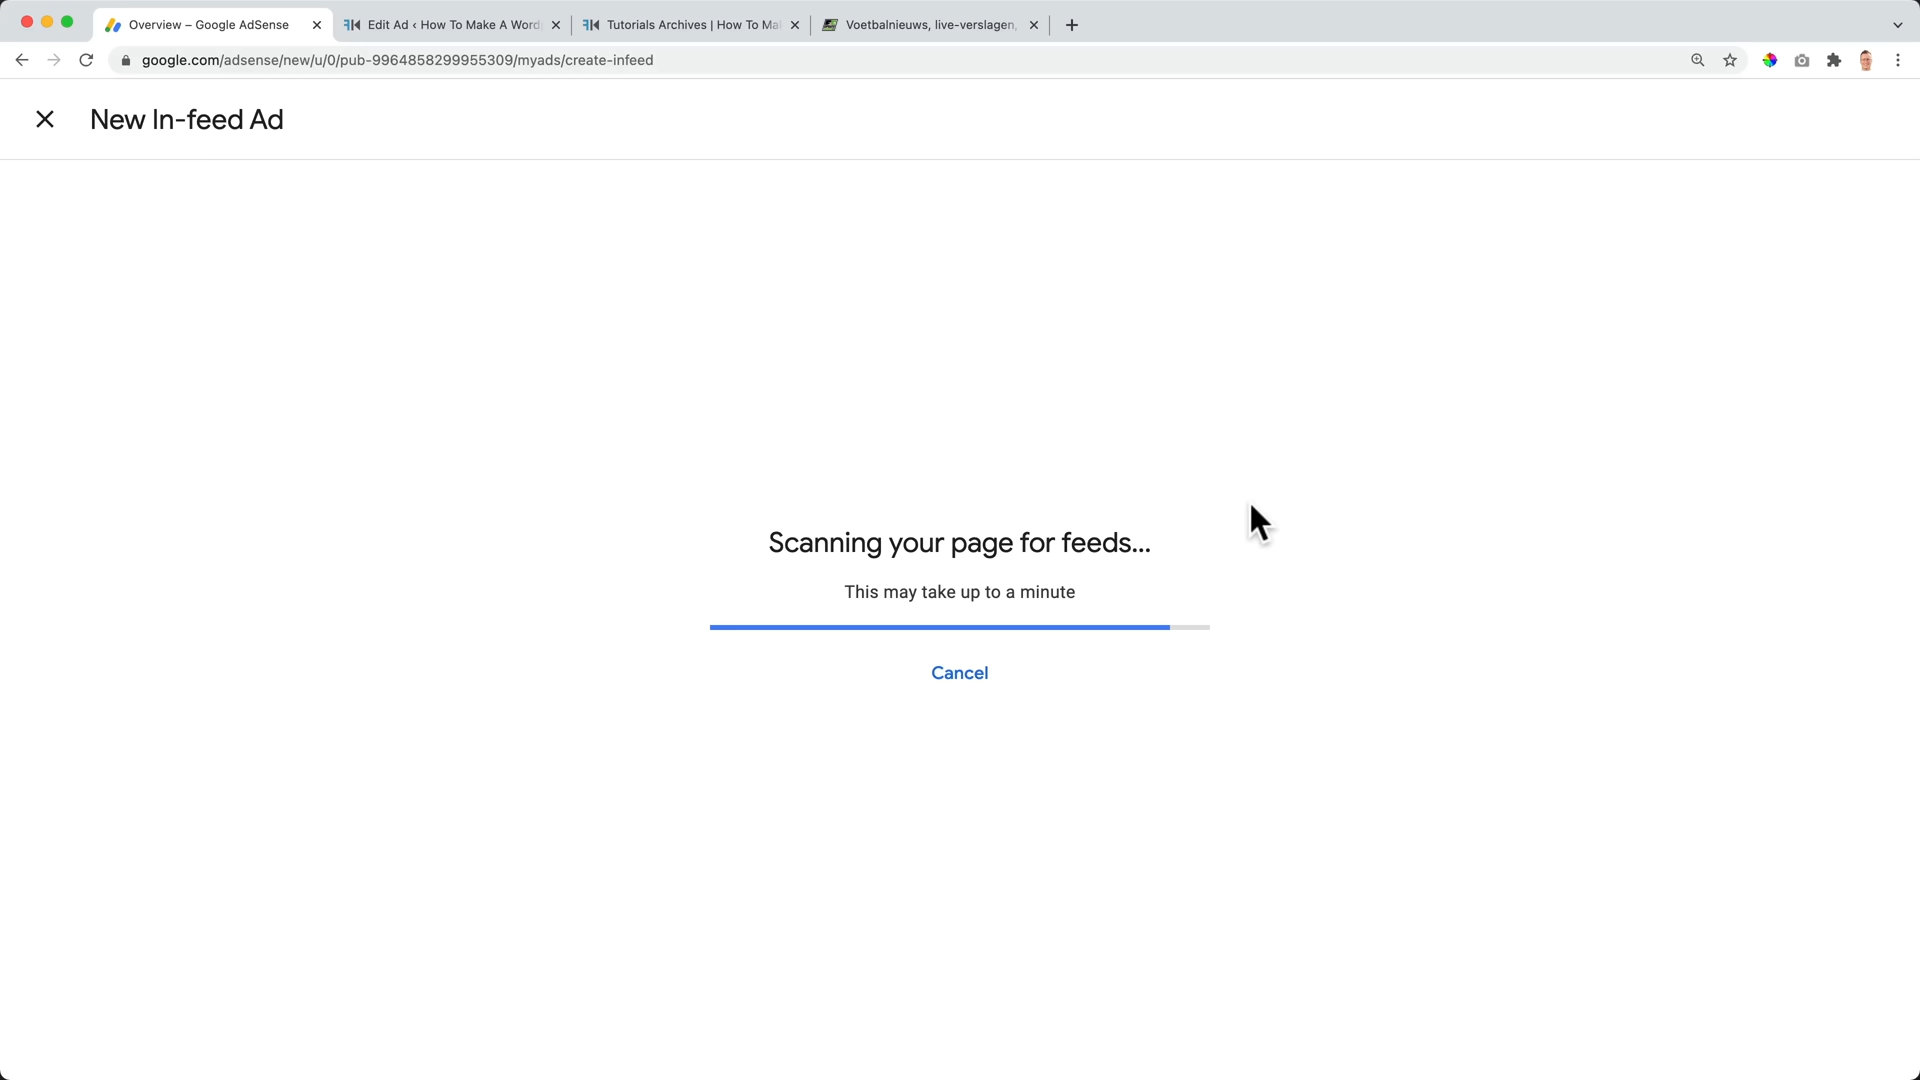 Overview – Google AdSense
Edit Ad ‹ How To Make A Word
Tutorials Archives | How To Ma
Voetbalnieuws, live-verslagen,
google.com/adsense/new/u/0/pub-9964858299955309/myads/create-infeed
New In-feed Ad
Scanning your page for feeds...
This may take up to a minute
Cancel